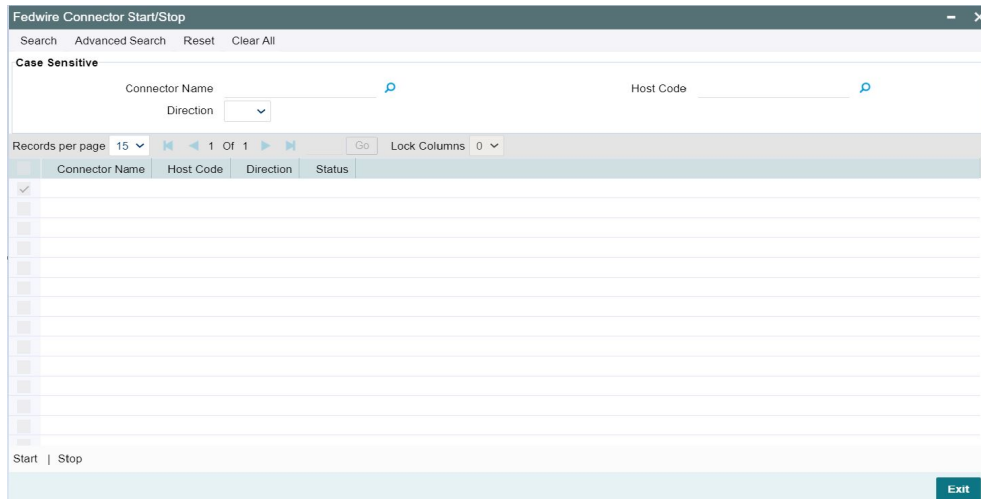 Fedwire Connector Start/Stop
Search Advanced Search Reset Clear All
Case Sensitive
Connector Name Host Code
Direction
Records per page 15 1 Of 1 Go Lock Columns 0
Connector Name Host Code Direction Status
Start | Stop
Exit